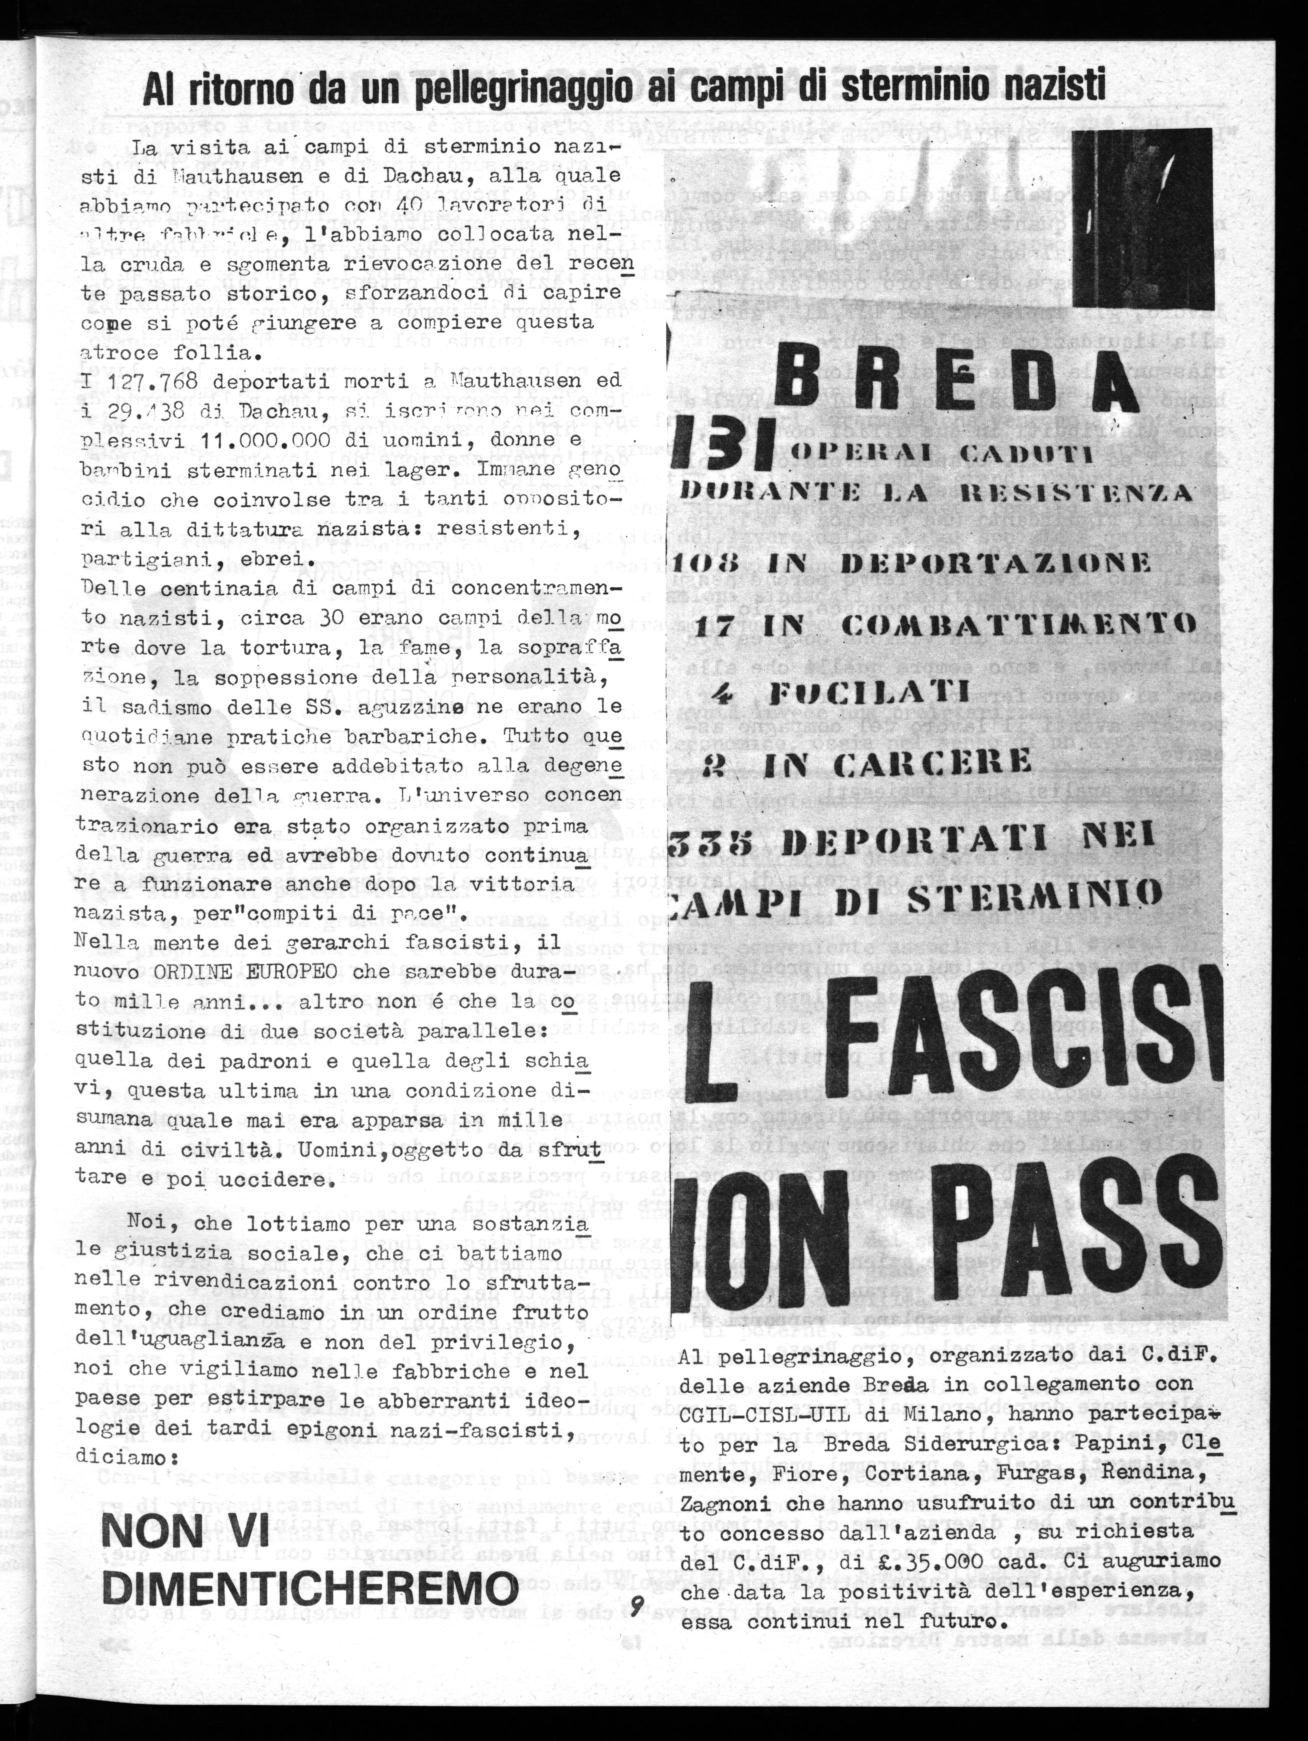 Al ritorno da un pellegrinaggio ai campi di sterminio nazisti
La visita ai campi di sterminio nazi-
sti di Mauthausen e di Dachau, alla quale
abbiamo partecipato con 40 lavoratori di
altre fabbriche, l'abbiamo collocata nel-
la cruda e sgomenta rievocazione del recen
te passato storico, sforzandoci di capire
come si poté giungere a compiere questa
atroce follia.
I 127.768 deportati morti a Mauthausen ed
i 29.438 di Dachau, si iscrivono nei com-
plessivi 11.000.000 di uomini, donne e
bambini sterminati nei lager. Immane geno
cidio che coinvolse tra i tanti opposito-
ri alla dittatura nazista: resistenti,
partigiani, ebrei.
Delle centinaia di campi di concentramen-
to nazisti, circa 30 erano campi della mo
rte dove la tortura, la fame, la sopraffa
zione, la soppessione della personalità,
il sadismo delle SS. aguzzine ne erano le
quotidiane pratiche barbariche. Tutto que
sto non può essere addebitato alla degene
nerazione della guerra. L'universo concen
trazionario era stato organizzato prima
della guerra ed avrebbe dovuto continua
re a funzionare anche dopo la vittoria
nazista, per"compiti di pace".
Nella mente dei gerarchi fascisti, il
nuovo ORDINE EUROPEO che sarebbe dura-
to mille anni... altro non é che la co
stituzione di due società parallele:
quella dei padroni e quella degli schia
vi, questa ultima in una condizione di-
sumana quale mai era apparsa in mille
anni di civiltà. Uomini,oggetto da sfrut
tare e poi uccidere.
Noi, che lottiamo per una sostanzia
le giustizia sociale, che ci battiamo
nelle rivendicazioni contro lo sfrutta-
mento, che crediamo in un ordine frutto
dell'uguaglianza e non del privilegio,
noi che vigiliamo nelle fabbriche e nel
paese per estirpare le abberranti ideo-
logie dei tardi epigoni nazi-fascisti,
diciamo:
NON VI
DIMENTICHEREMO
BREDA
131 OPERAI CADUTI
DURANTE LA RESISTENZA
108 IN DEPORTAZIONE
17 IN COMBATTIMENTO
4 FUCILATI
2 IN CARCERE
335 DEPORTATI NEI
CAMPI DI STERMINIO
L FASCIS
ION PASS
Al pellegrinaggio, organizzato dai C.diF.
delle aziende Breda in collegamento con
CGIL-CISL-UIL di Milano, hanno partecipa-
to per la Breda Siderurgica: Papini, Cle
mente, Fiore, Cortiana, Furgas, Rendina,
Zagnoni che hanno usufruito di un contribu
to concesso dall'azienda , su richiesta
del C.diF., di £.35.000 cad. Ci auguriamo
che data la positività dell'esperienza,
essa continui nel futuro.
9